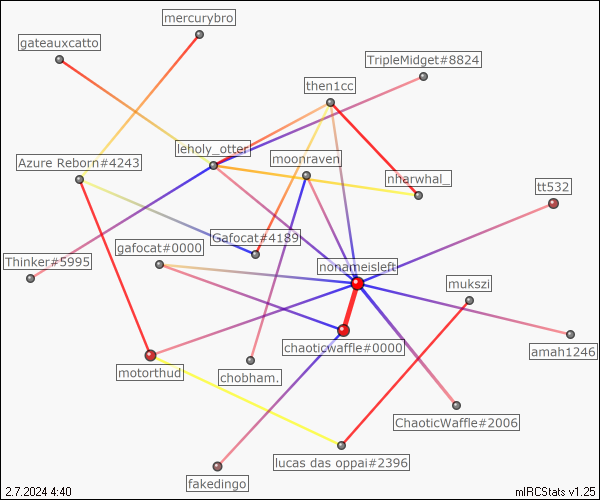 mercurybro
gateauxcatto
TripleMidget#8824
then1cc
leholy_otter
moonraven
Azure Reborn#4243
nharwhal_
tt532
Gafocat#4189
gafocat#0000
Thinker#5995
nonameisleft
mukszi
chaoticwaffle#0000
amah1246
motorthud
chobham.
ChaoticWaffle#2006
lucas das oppai#2396
fakedingo
2.7.2024 4:40
mIRCStats v1.25